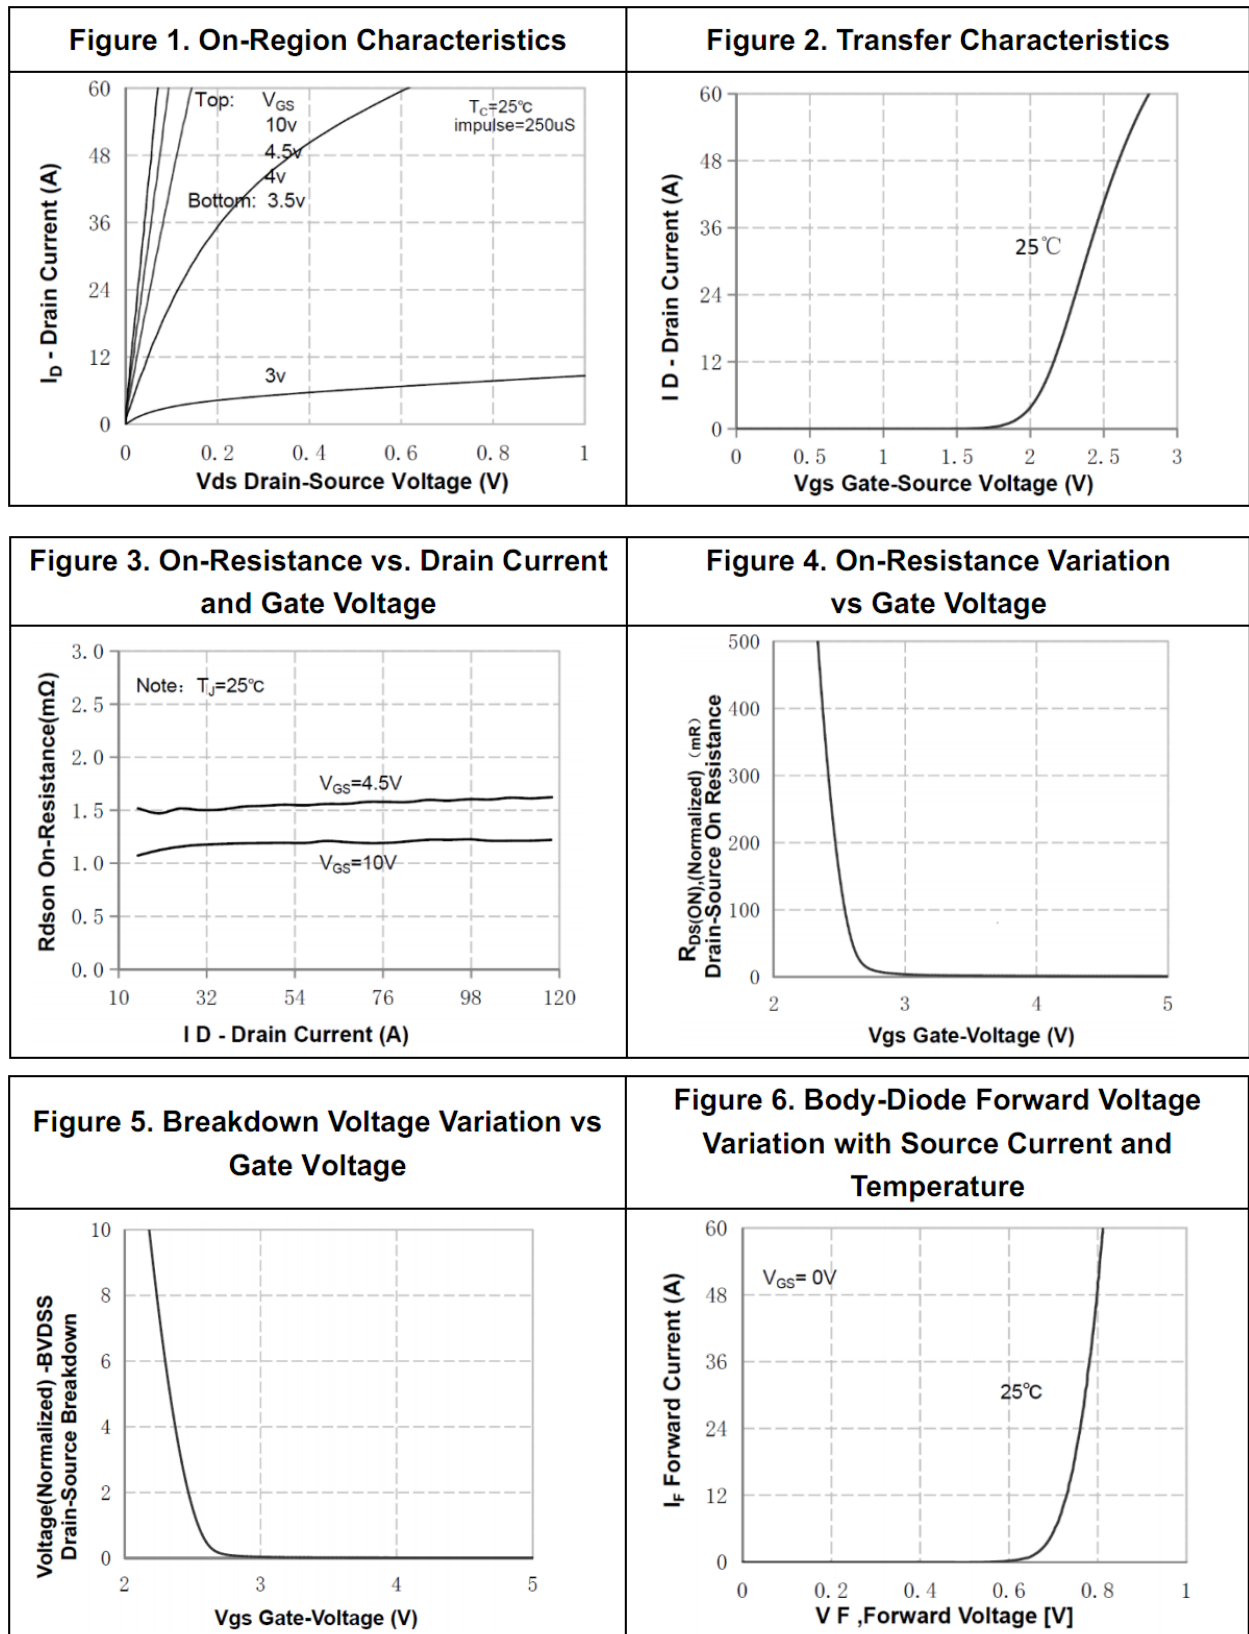 Figure 1. On-Region Characteristics
60
48
36
24
12
0
I_D - Drain Current (A)
Top: V_GS
10v
4.5v
4v
Bottom: 3.5v
T_C=25℃
impulse=250uS
3v
0 0.2 0.4 0.6 0.8 1
Vds Drain-Source Voltage (V)
Figure 2. Transfer Characteristics
60
48
36
24
12
0
I D - Drain Current (A)
25℃
0 0.5 1 1.5 2 2.5 3
Vgs Gate-Source Voltage (V)
Figure 3. On-Resistance vs. Drain Current
and Gate Voltage
3.0
2.5
2.0
1.5
1.0
0.5
0.0
Rdson On-Resistance(mΩ)
Note: T_J=25℃
V_GS=4.5V
V_GS=10V
10 32 54 76 98 120
I D - Drain Current (A)
Figure 4. On-Resistance Variation
vs Gate Voltage
500
400
300
200
100
0
R_DS(ON),(Normalized) (mR)
Drain-Source On Resistance
2 3 4 5
Vgs Gate-Voltage (V)
Figure 5. Breakdown Voltage Variation vs
Gate Voltage
10
8
6
4
2
0
Voltage(Normalized) -BVDSS
Drain-Source Breakdown
2 3 4 5
Vgs Gate-Voltage (V)
Figure 6. Body-Diode Forward Voltage
Variation with Source Current and
Temperature
60
48
36
24
12
0
I_F Forward Current (A)
V_GS= 0V
25℃
0 0.2 0.4 0.6 0.8 1
V F ,Forward Voltage [V]